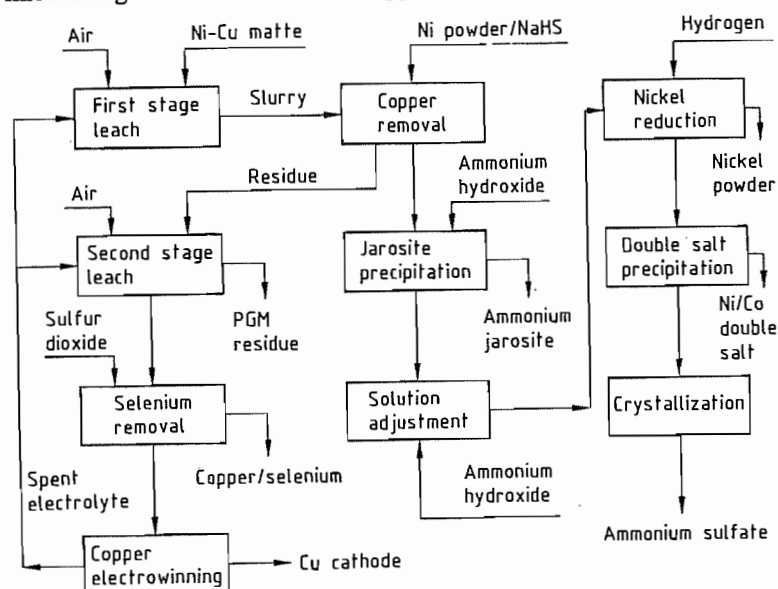 Air
Ni-Cu matte
First stage
leach
Slurry
Ni powder/NaHS
Copper
removal
Hydrogen
Nickel
reduction
Nickel
powder
Residue
Ammonium
hydroxide
Air
Second stage
leach
PGM
residue
Jarosite
precipitation
Ammonium
jarosite
Double salt
precipitation
Ni/Co
double
salt
Sulfur
dioxide
Selenium
removal
Copper/selenium
Solution
adjustment
Ammonium
hydroxide
Crystallization
Ammonium sulfate
Spent
electrolyte
Copper
electrowinning
Cu cathode